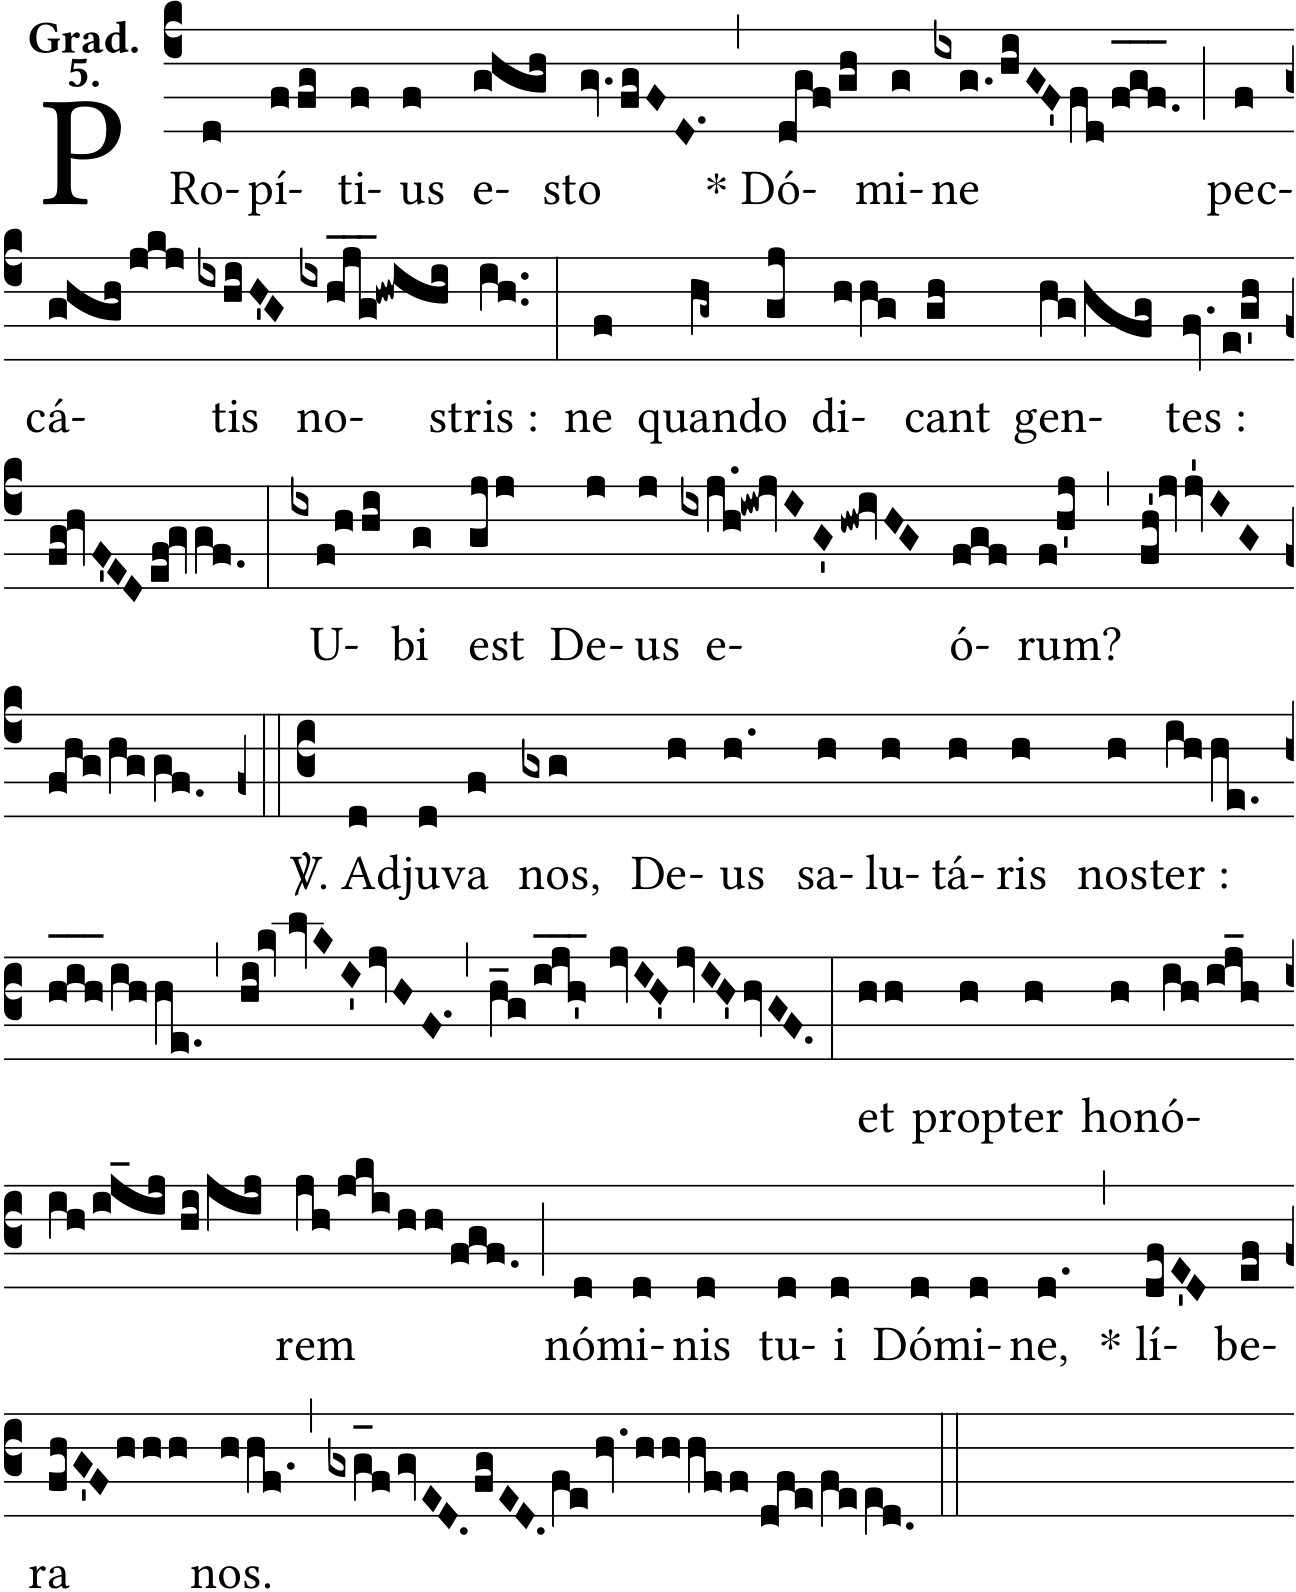 Grad.
5.
PRo-pí- ti- us e- sto * Dó- mi-ne pec-
cá- tis no- stris : ne quando di- cant gen- tes :
U- bi est De-us e- ó- rum?
℣. Adjuva nos, De- us sa-lu-tá-ris noster :
et propter honó-
rem nómi-nis tu- i Dómi-ne, * lí- be-
ra nos.